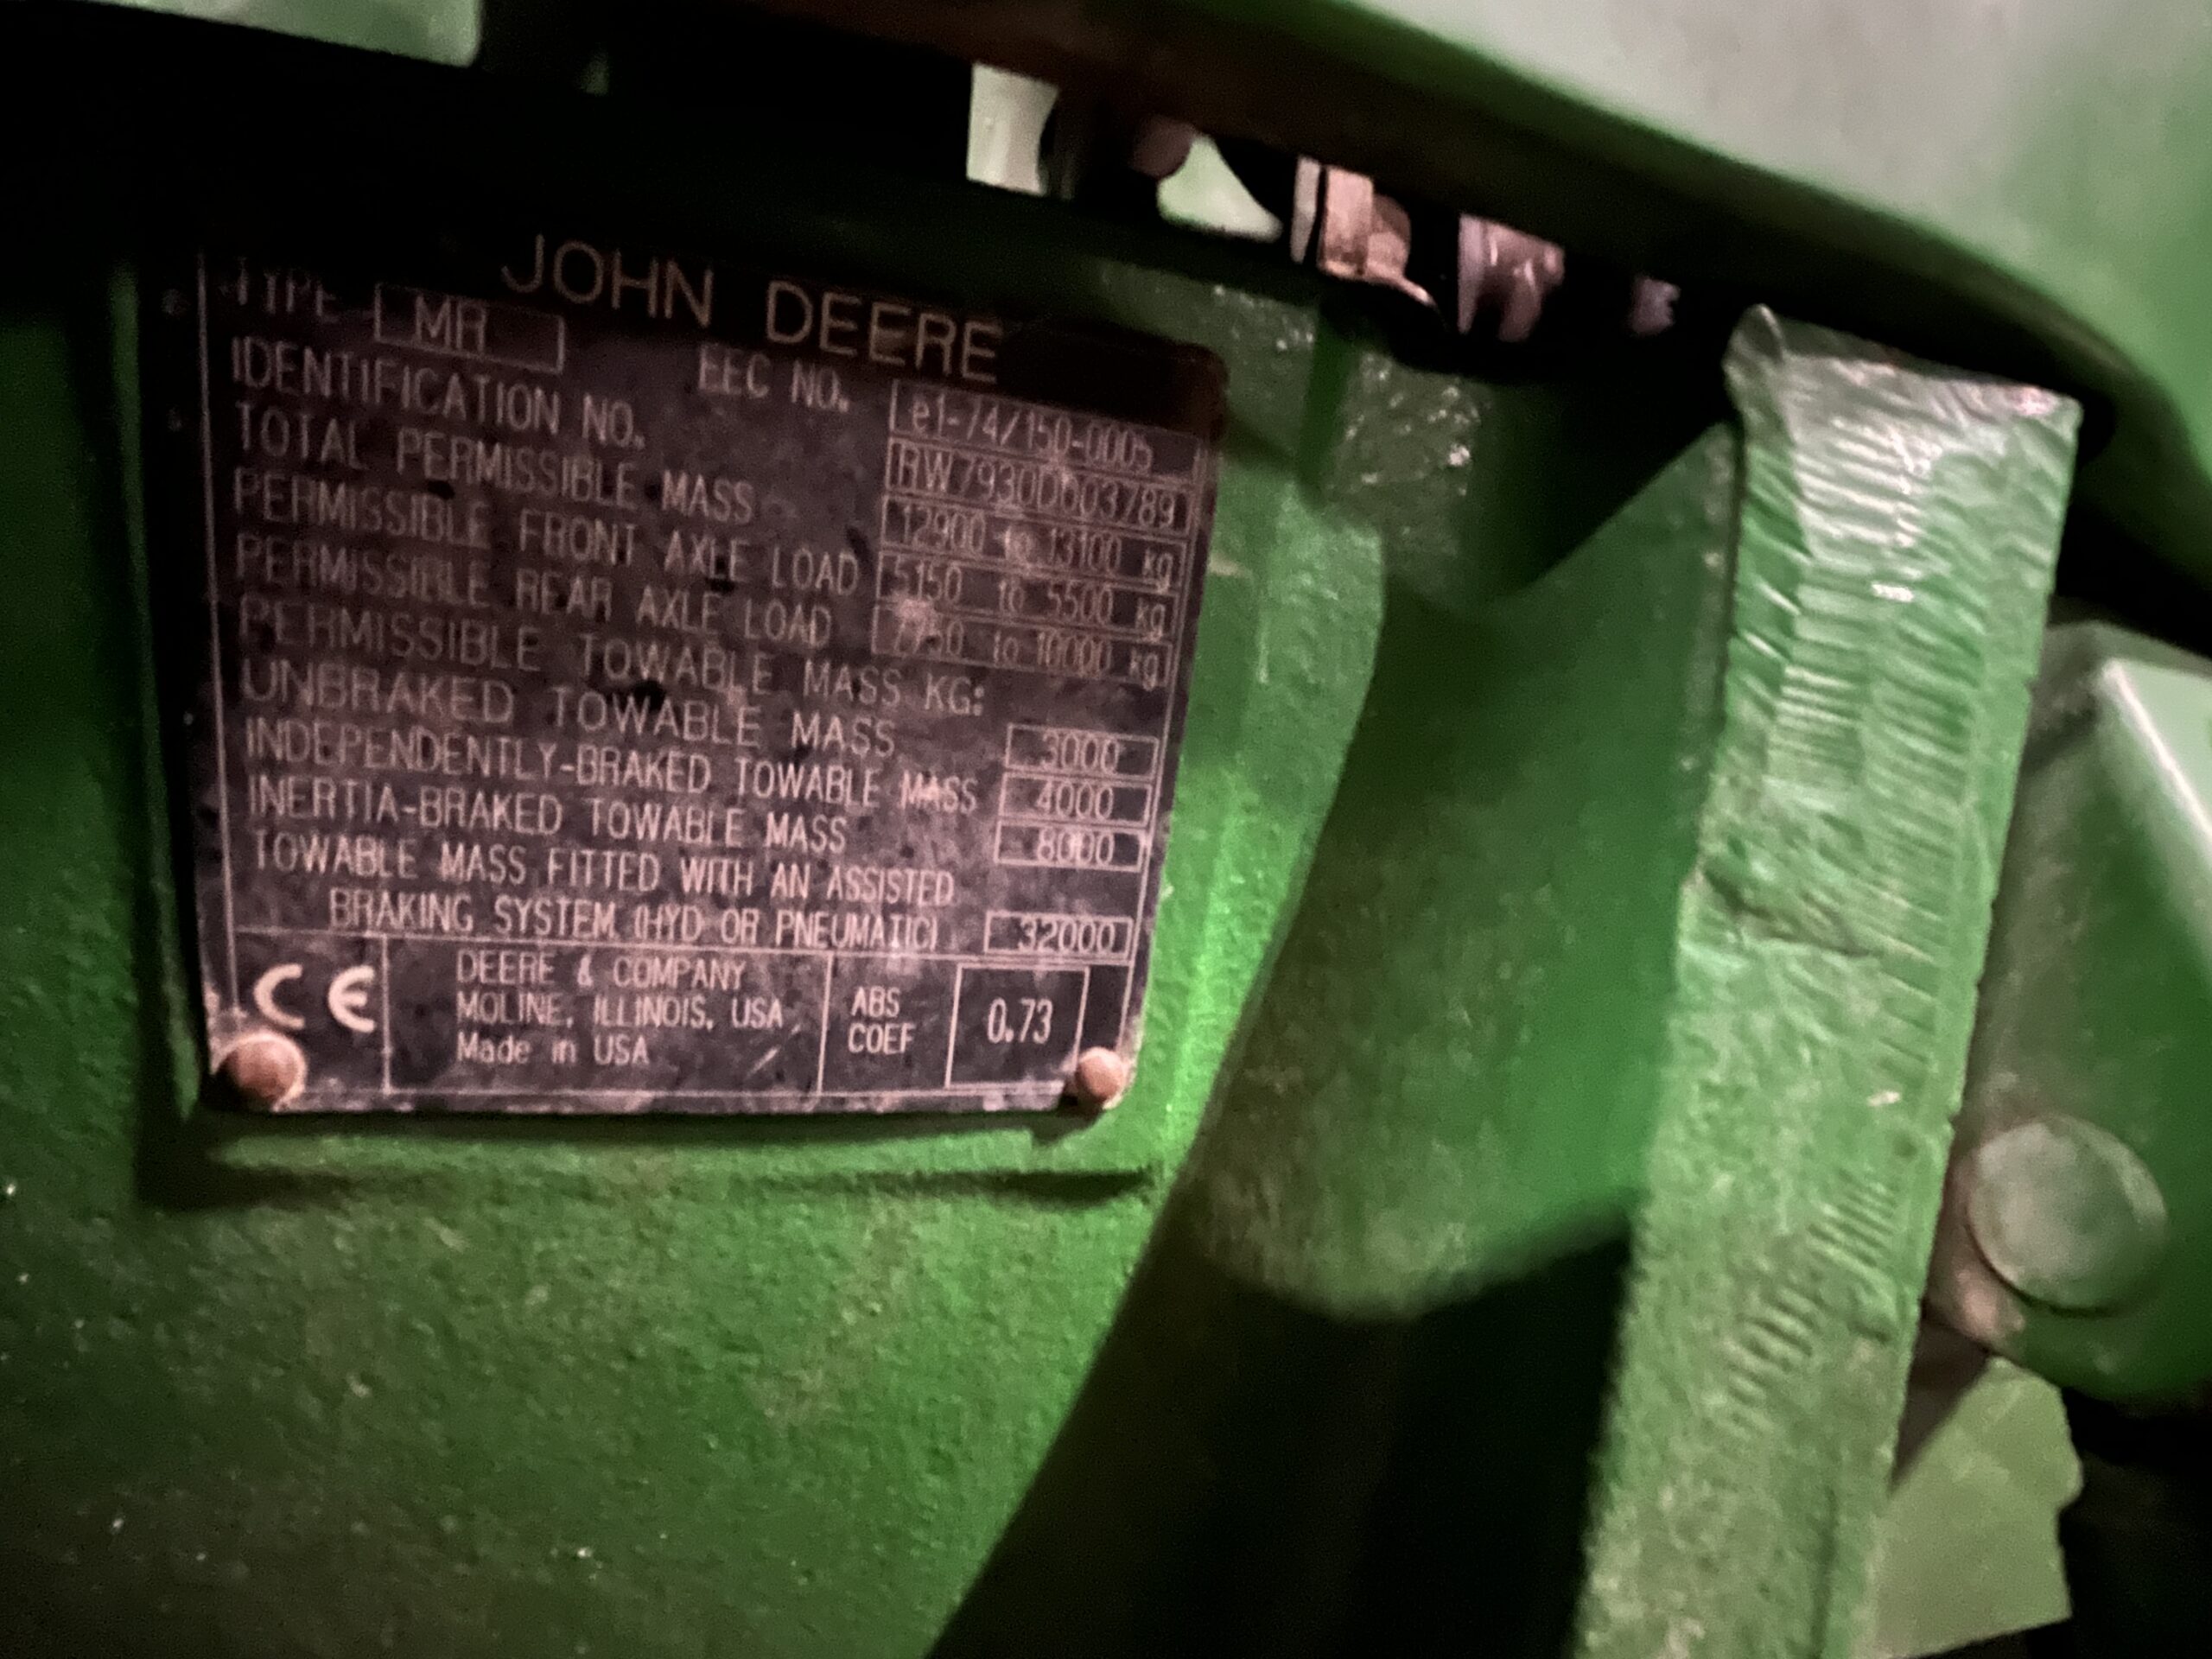 JOHN DEERE
TYPE MR
EEC NO. e1-74/150-0005
IDENTIFICATION NO. RW7930D003789
TOTAL PERMISSIBLE MASS 12900 to 13100 kg
PERMISSIBLE FRONT AXLE LOAD 5150 to 5500 kg
PERMISSIBLE REAR AXLE LOAD to 10000 kg
PERMISSIBLE TOWABLE MASS KG:
UNBRAKED TOWABLE MASS 3000
INDEPENDENTLY-BRAKED TOWABLE MASS 4000
INERTIA-BRAKED TOWABLE MASS 8000
TOWABLE MASS FITTED WITH AN ASSISTED
BRAKING SYSTEM (HYD OR PNEUMATIC) 32000
CE
DEERE & COMPANY
MOLINE, ILLINOIS, USA
Made in USA
ABS
COEF
0.73